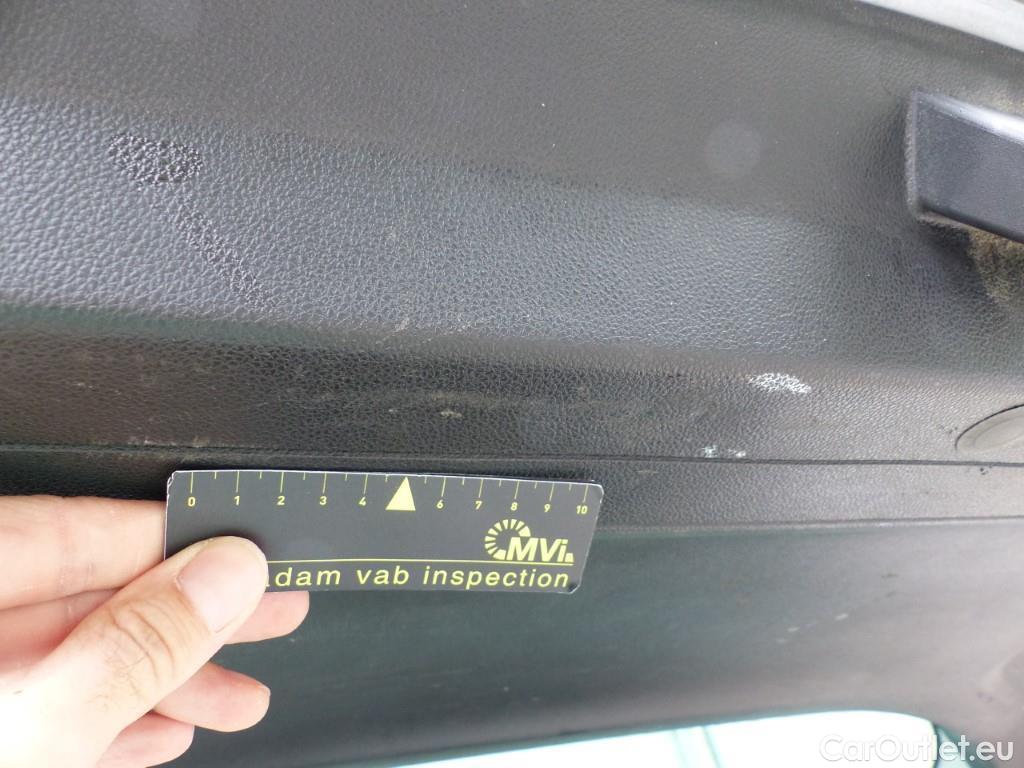 0 1 2 3 4 6 7 8 9 10
MVi
dam vab inspection
CarOutlet.eu